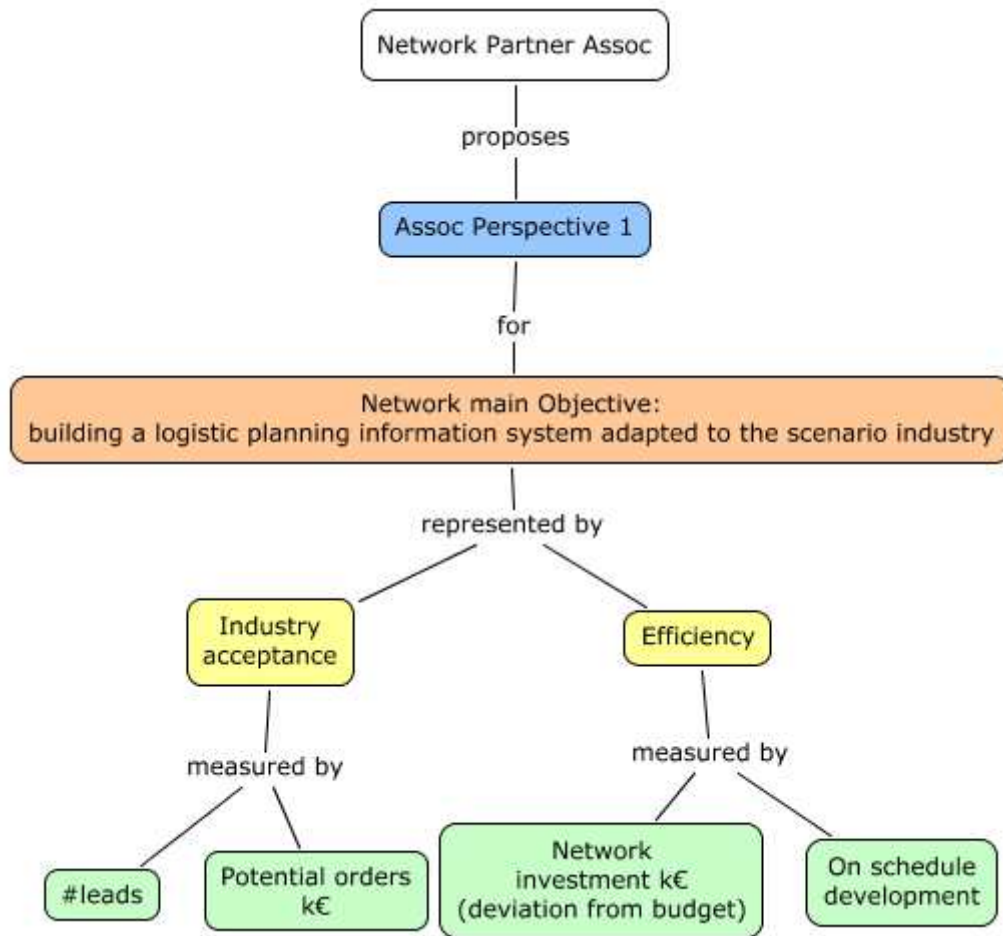 Network Partner Assoc
proposes
Assoc Perspective 1
for
Network main Objective:
building a logistic planning information system adapted to the scenario industry
represented by
Industry
acceptance
Efficiency
measured by
measured by
#leads
Potential orders
k€
Network
investment k€
(deviation from budget)
On schedule
development